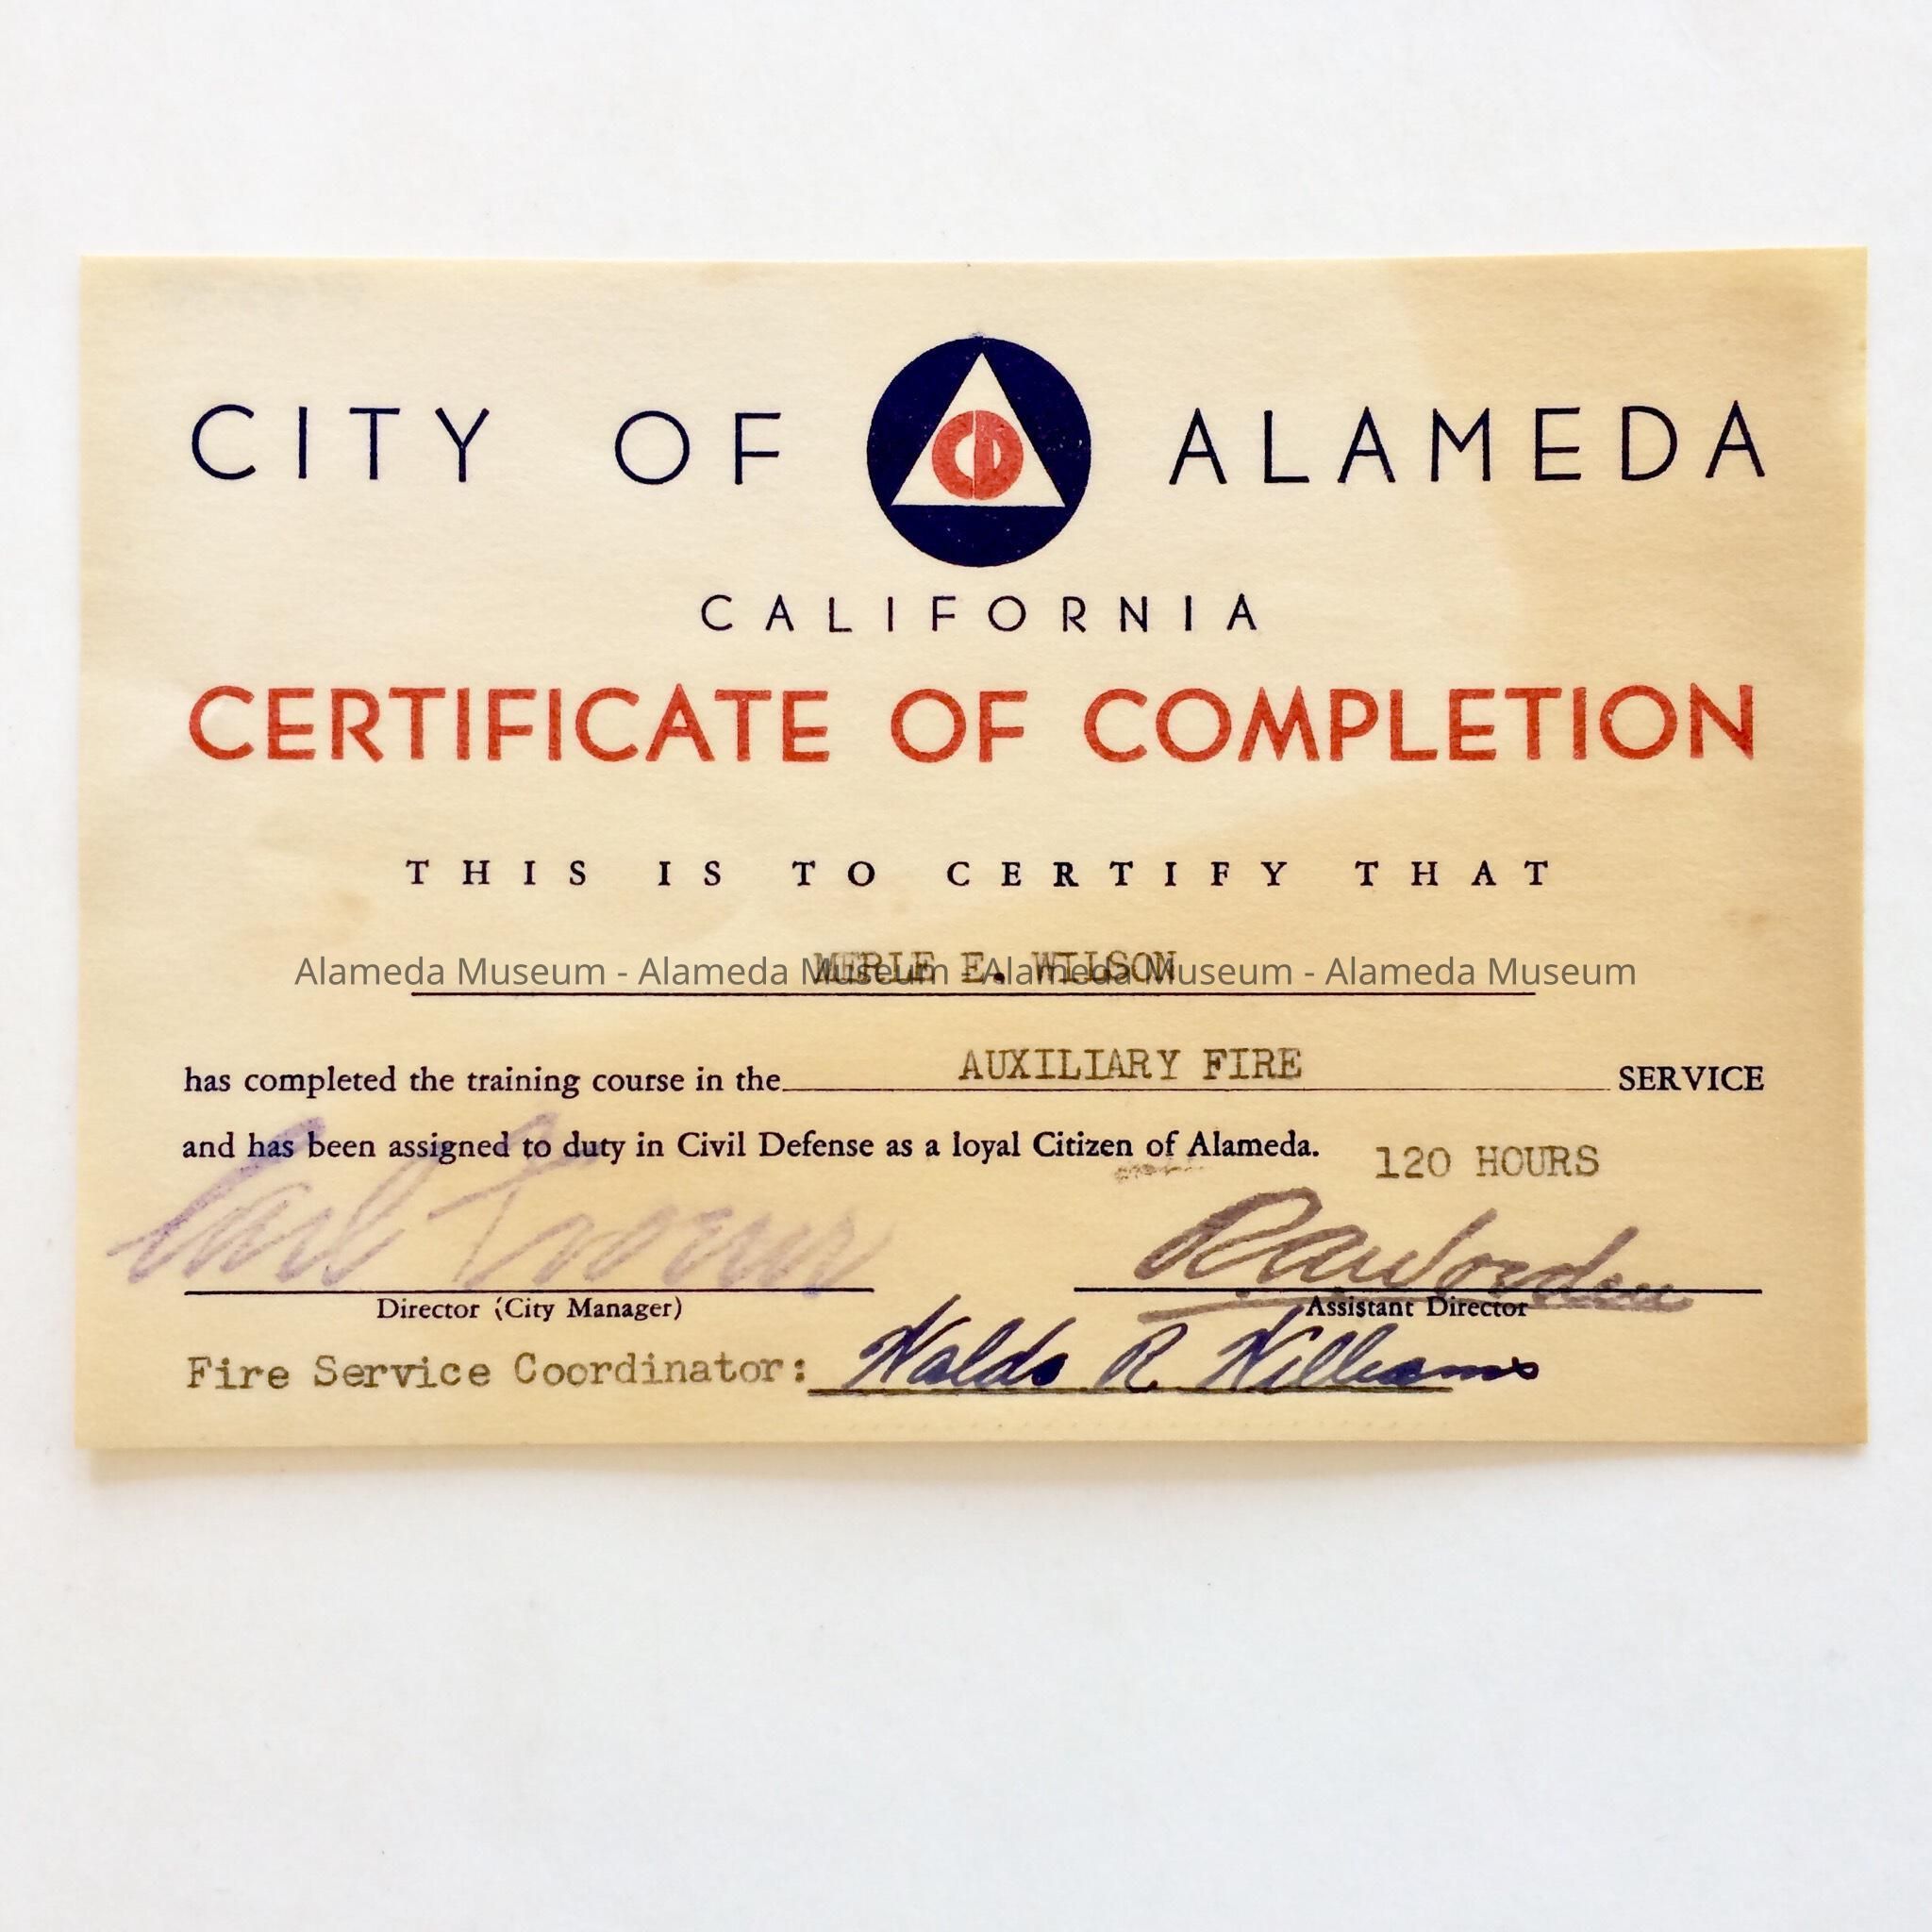 CITY OF CD ALAMEDA
CALIFORNIA
CERTIFICATE OF COMPLETION
THIS IS TO CERTIFY THAT
MERLE E. WILSON
Alameda Museum - Alameda Museum - Alameda Museum - Alameda Museum
has completed the training course in the AUXILIARY FIRE SERVICE
and has been assigned to duty in Civil Defense as a loyal Citizen of Alameda.
120 HOURS
Carl
Director (City Manager)
Assistant Director
Fire Service Coordinator: Waldo R Williams